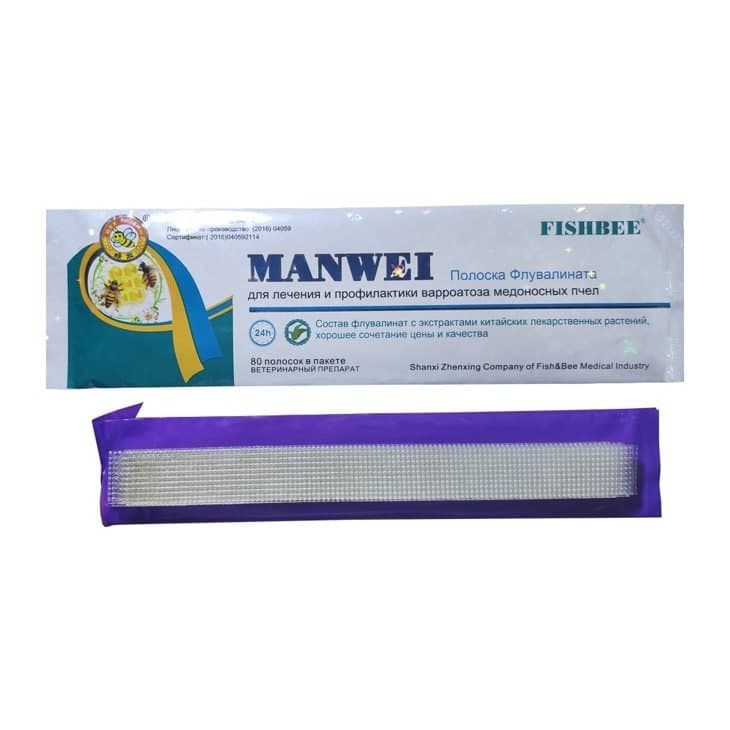 FISHBEE®
производство: (2016) 04059
Сертификат:( 2016)040592114
MANWEI Полоска Флувалината
для лечения и профилактики варроатоза медоносных пчел
24h
Состав флувалинат с экстрактами китайских лекарственных растений,
хорошее сочетание цены и качества
80 полосок в пакете
ВЕТЕРИНАРНЫЙ ПРЕПАРАТ
Shanxi Zhenxing Company of Fish&Bee Medical Industry